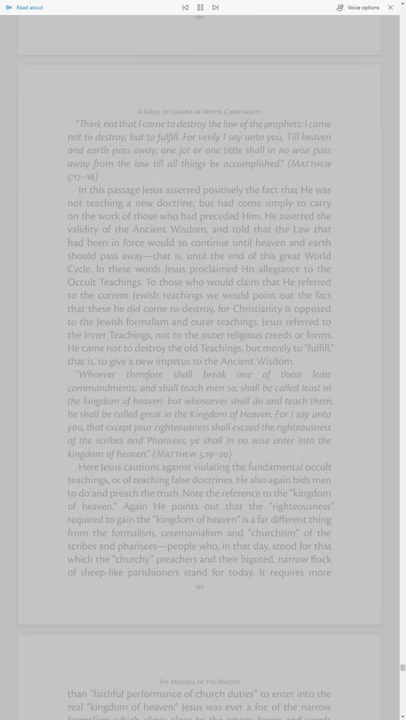 Read aloud
Voice options
A Series of Lessons in Mystic Christianity
"Think not that I came to destroy the law of the prophets: I came
not to destroy, but to fulfill. For verily I say unto you, Till heaven
and earth pass away, one jot or one tittle shall in no wise pass
away from the law till all things be accomplished." (Matthew
5:17–18)
In this passage Jesus asserted positively the fact that He was
not teaching a new doctrine, but had come simply to carry
on the work of those who had preceded Him. He asserted the
validity of the Ancient Wisdom, and told that the Law that
had been in force would so continue until heaven and earth
should pass away—that is, until the end of this great World
Cycle. In these words Jesus proclaimed His allegiance to the
Occult Teachings. To those who would claim that He referred
to the current Jewish teachings we would point out the fact
that these he did come to destroy, for Christianity is opposed
to the Jewish formalism and outer teachings. Jesus referred to
the Inner Teachings, not to the outer religious creeds or forms.
He came not to destroy the old Teachings, but merely to "fulfill,"
that is, to give a new impetus to the Ancient Wisdom.
"Whoever therefore shall break one of these least
commandments, and shall teach men so, shall be called least in
the kingdom of heaven: but whosoever shall do and teach them,
he shall be called great in the Kingdom of Heaven. For I say unto
you, that except your righteousness shall exceed the righteousness
of the scribes and Pharisees, ye shall in no wise enter into the
kingdom of heaven." (Matthew 5:19–20)
Here Jesus cautions against violating the fundamental occult
teachings, or of teaching false doctrines. He also again bids men
to do and preach the truth. Note the reference to the "kingdom
of heaven." Again He points out that the "righteousness"
required to gain the "kingdom of heaven" is a far different thing
from the formalism, ceremonialism and "churchism" of the
scribes and pharisees—people who, in that day, stood for that
which the "churchy" preachers and their bigoted, narrow flock
of sheep-like parishioners stand for today. It requires more
The Message of the Master
than "faithful performance of church duties" to enter into the
real "kingdom of heaven." Jesus was ever a foe of the narrow
formalism which clings close to the empty forms and words